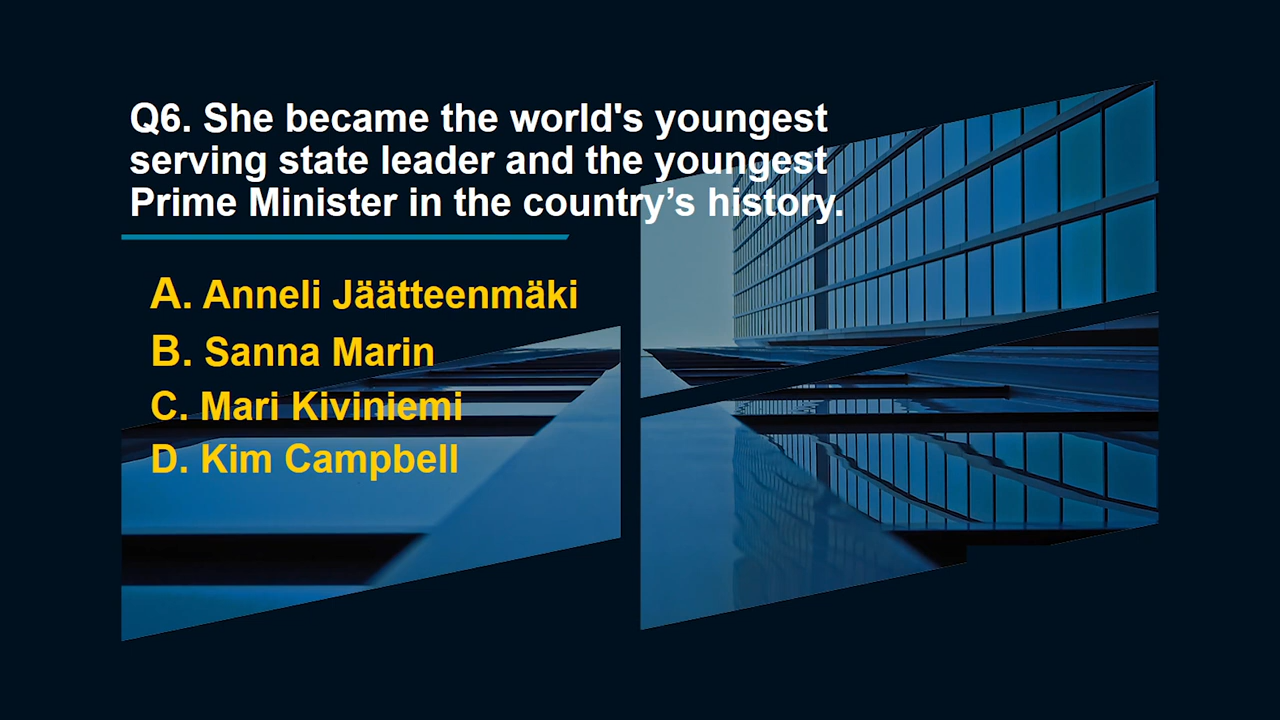 Q6. She became the world's youngest
serving state leader and the youngest
Prime Minister in the country’s history.
A. Anneli Jäätteenmäki
B. Sanna Marin
C. Mari Kiviniemi
D. Kim Campbell